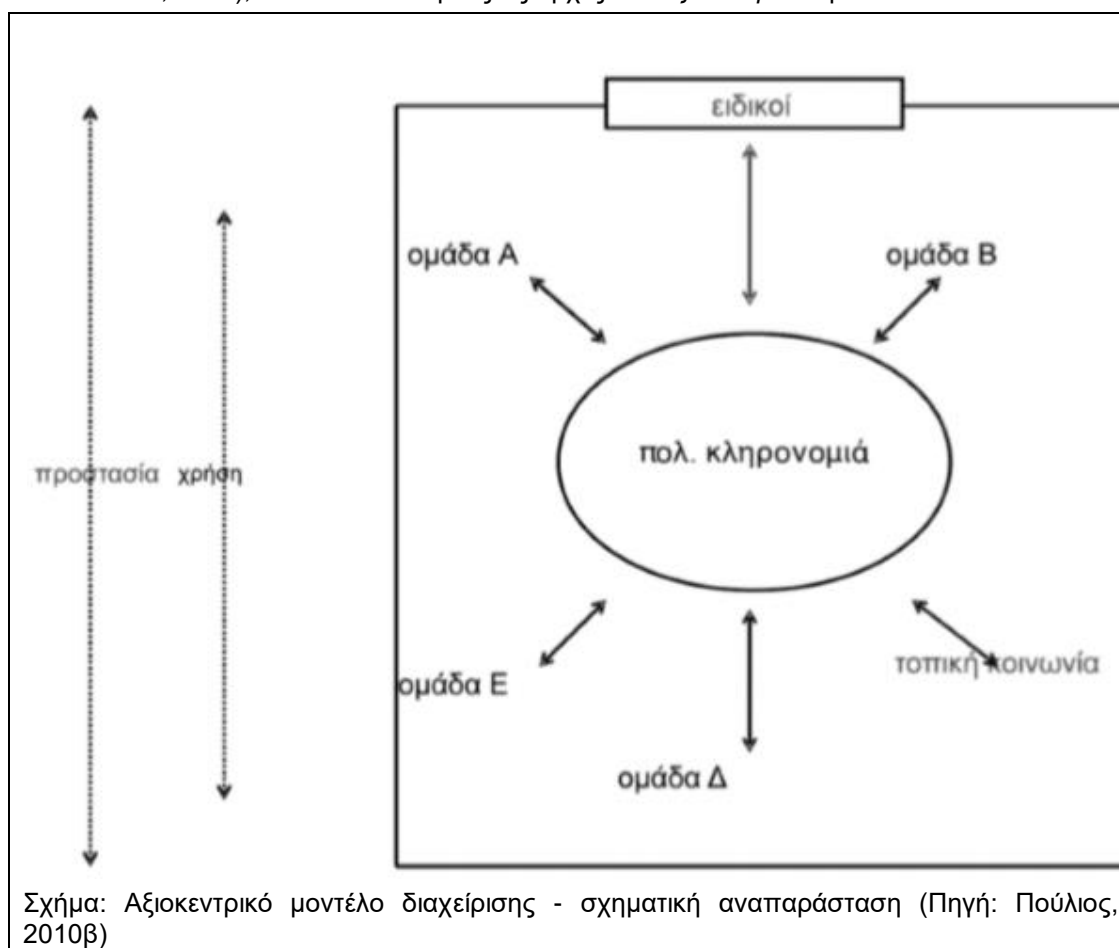 ειδικοί
ομάδα Α
ομάδα Β
πολ. κληρονομιά
προστασία χρήση
τοπική κοινωνία
ομάδα Ε
ομάδα Δ
Σχήμα: Αξιοκεντρικό μοντέλο διαχείρισης - σχηματική αναπαράσταση (Πηγή: Πούλιος,
2010β)